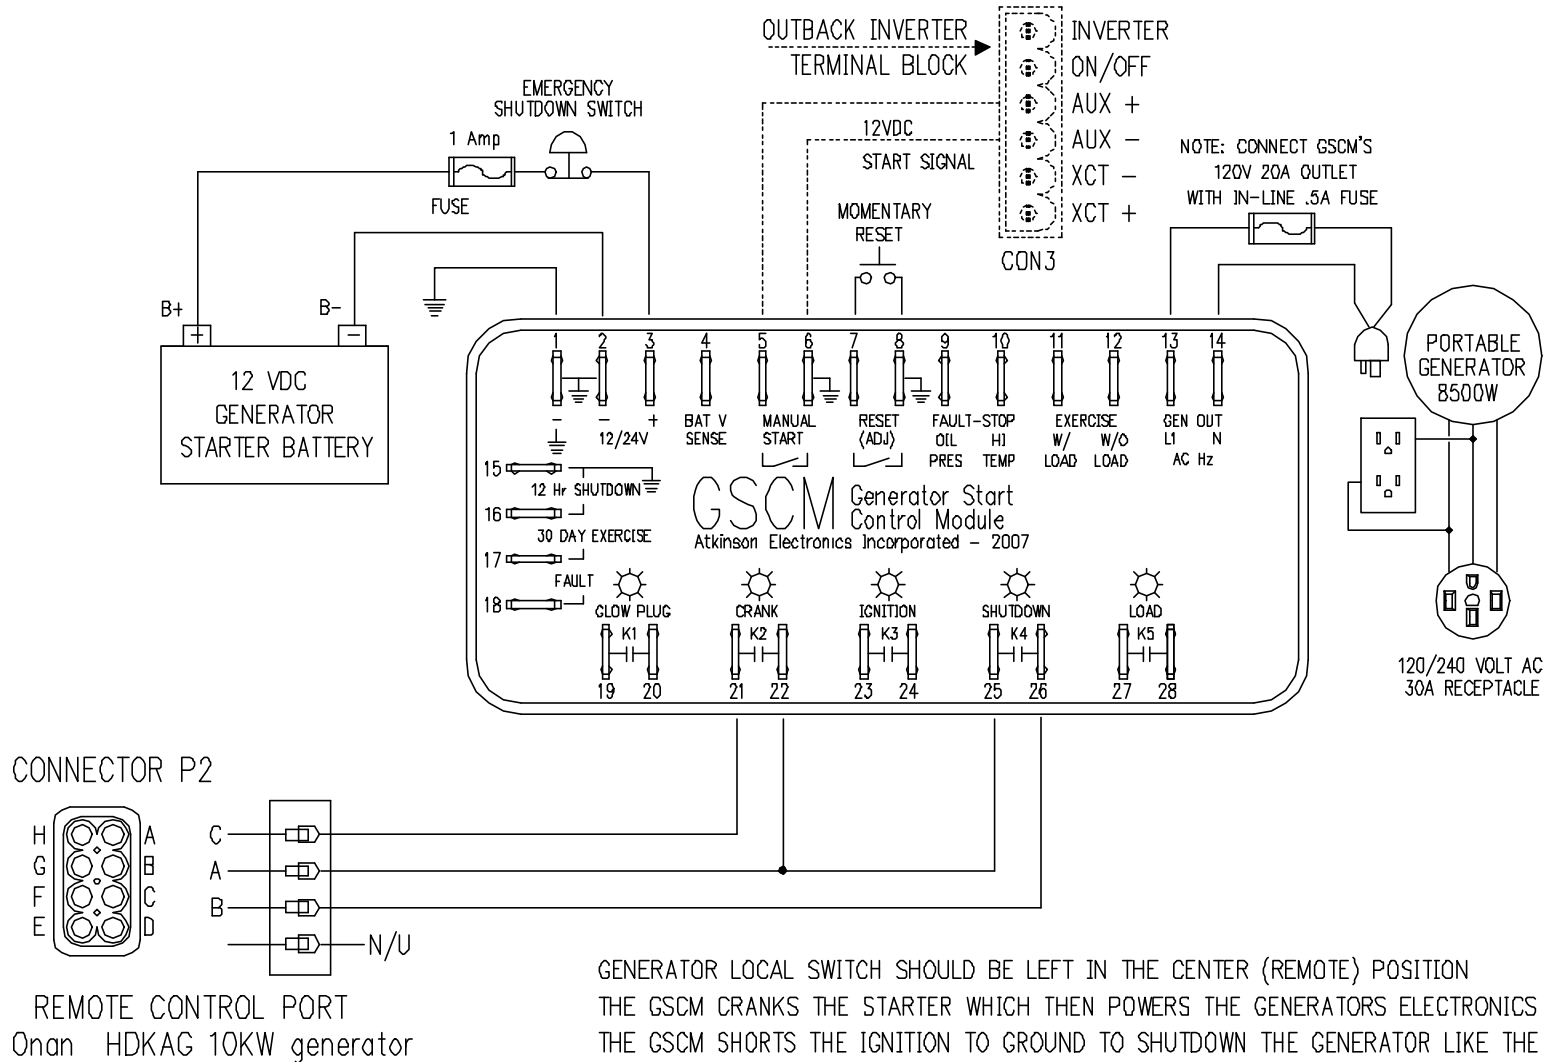 OUTBACK INVERTER
TERMINAL BLOCK
INVERTER
ON/OFF
AUX +
AUX -
XCT -
XCT +
CON3
12VDC
START SIGNAL
EMERGENCY
SHUTDOWN SWITCH
1 Amp
FUSE
MOMENTARY
RESET
NOTE: CONNECT GSCM'S
120V 20A OUTLET
WITH IN-LINE .5A FUSE
B+
B-
+
-
12 VDC
GENERATOR
STARTER BATTERY
PORTABLE
GENERATOR
8500W
120/240 VOLT AC
30A RECEPTACLE
1 2 3 4 5 6 7 8 9 10 11 12 13 14
- - +
12/24V
BAT V
SENSE
MANUAL
START
RESET
(ADJ)
FAULT-STOP
OIL HI
PRES TEMP
EXERCISE
W/ W/O
LOAD LOAD
GEN OUT
L1 N
AC Hz
15
12 Hr SHUTDOWN
16
30 DAY EXERCISE
17
FAULT
18
GSCM
Generator Start
Control Module
Atkinson Electronics Incorporated - 2007
GLOW PLUG CRANK IGNITION SHUTDOWN LOAD
K1 K2 K3 K4 K5
19 20 21 22 23 24 25 26 27 28
CONNECTOR P2
H A
G B
F C
E D
C
A
B
N/U
REMOTE CONTROL PORT
Onan HDKAG 10KW generator
GENERATOR LOCAL SWITCH SHOULD BE LEFT IN THE CENTER (REMOTE) POSITION
THE GSCM CRANKS THE STARTER WHICH THEN POWERS THE GENERATORS ELECTRONICS
THE GSCM SHORTS THE IGNITION TO GROUND TO SHUTDOWN THE GENERATOR LIKE THE